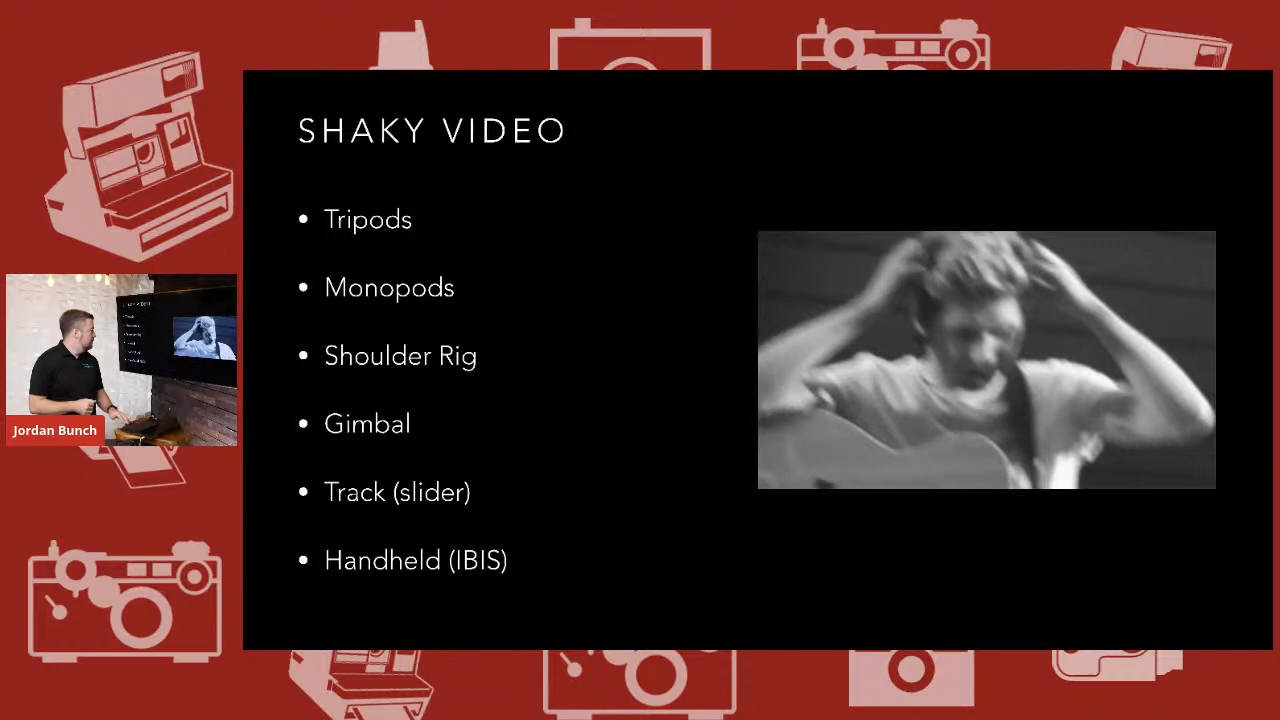 SHAKY VIDEO
• Tripods
• Monopods
• Shoulder Rig
• Gimbal
• Track (slider)
• Handheld (IBIS)
Jordan Bunch